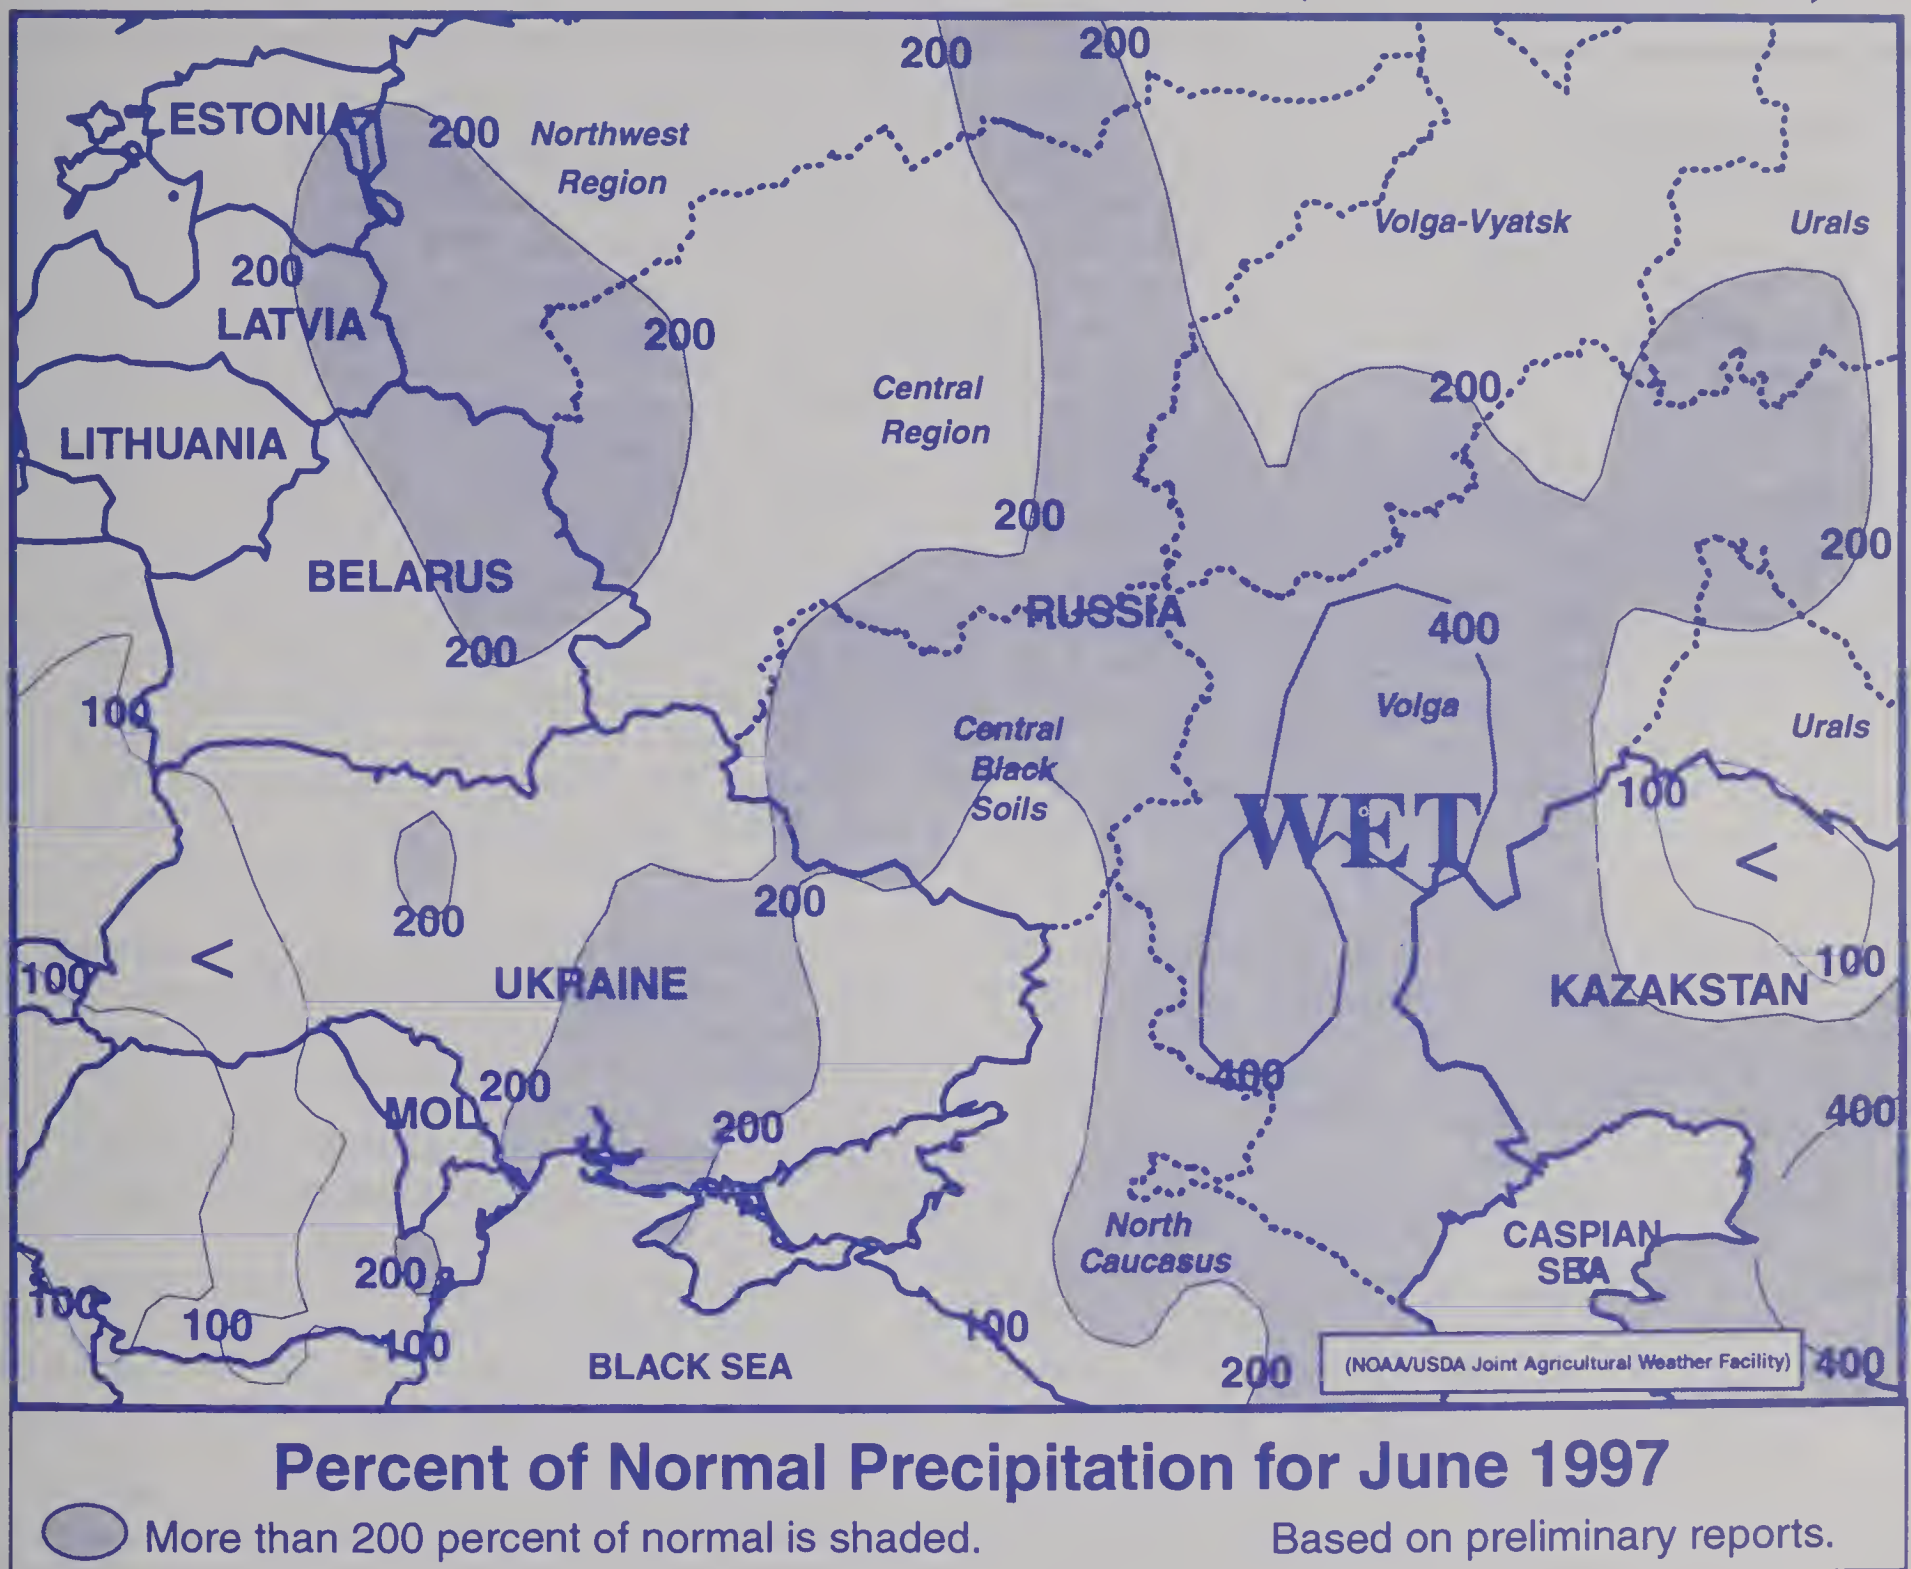 200
200
ESTONIA
200
Northwest
Region
Volga-Vyatsk
Urals
200
LATVIA
200
Central
Region
200
LITHUANIA
200
200
BELARUS
RUSSIA
400
200
100
Volga
Central
Black
Soils
Urals
100
WET
<
200
200
<
100
UKRAINE
100
KAZAKSTAN
200
400
MOL
200
400
North
Caucasus
CASPIAN
SEA
200
100
100
100
100
BLACK SEA
200
(NOAA/USDA Joint Agricultural Weather Facility)
400
Percent of Normal Precipitation for June 1997
More than 200 percent of normal is shaded.
Based on preliminary reports.